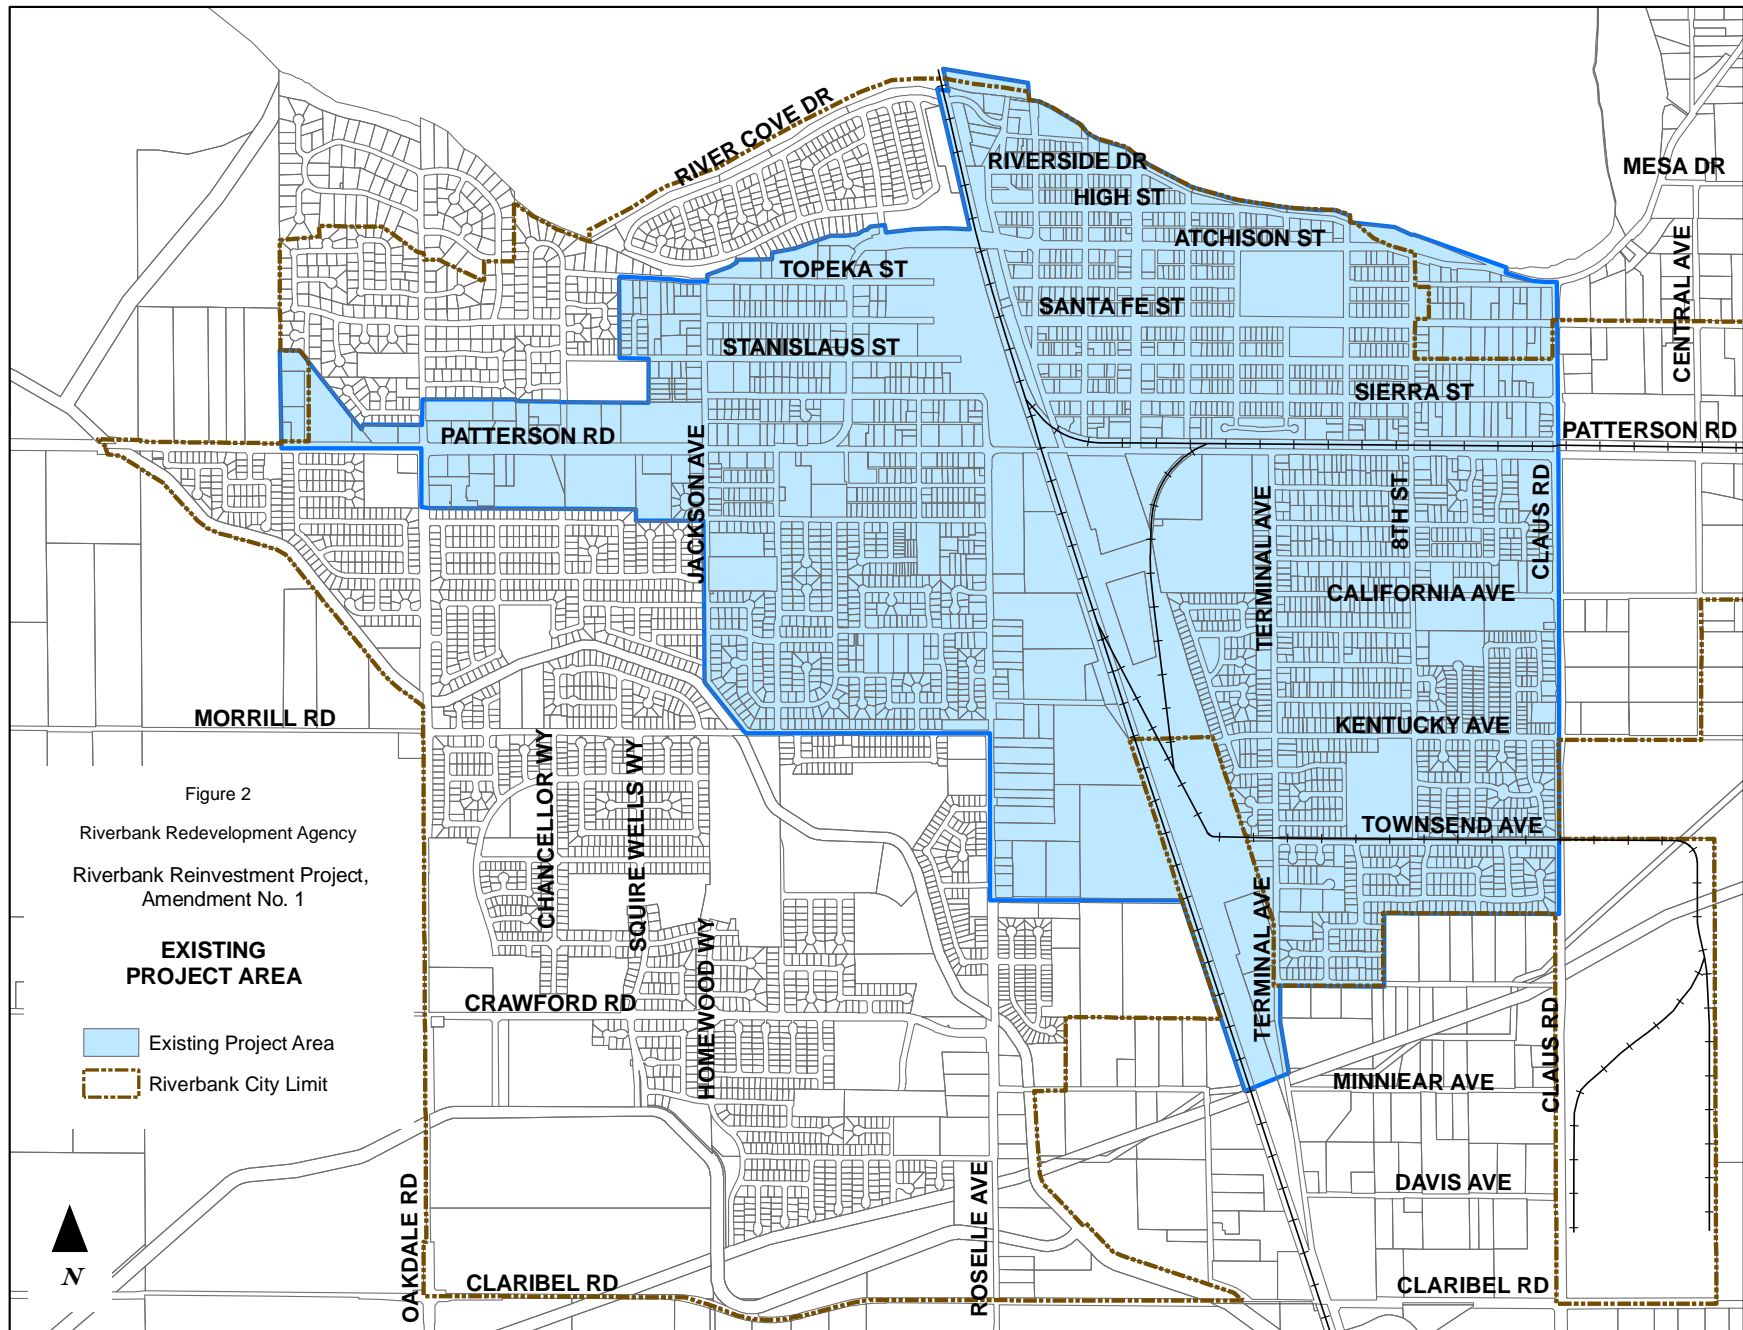 RIVER COVE DR
RIVERSIDE DR
MESA DR
HIGH ST
ATCHISON ST
TOPEKA ST
CENTRAL AVE
SANTA FE ST
STANISLAUS ST
SIERRA ST
PATTERSON RD
PATTERSON RD
JACKSON AVE
8TH ST
CLAUS RD
TERMINAL AVE
CALIFORNIA AVE
MORRILL RD
KENTUCKY AVE
CHANCELLOR WY
SQUIRE WELLS WY
Figure 2
Riverbank Redevelopment Agency
TOWNSEND AVE
Riverbank Reinvestment Project,
Amendment No. 1
EXISTING
PROJECT AREA
HOMEWOOD WY
TERMINAL AVE
CRAWFORD RD
CLAUS RD
Existing Project Area
Riverbank City Limit
MINNIEAR AVE
DAVIS AVE
OAKDALE RD
ROSELLE AVE
N
CLARIBEL RD
CLARIBEL RD